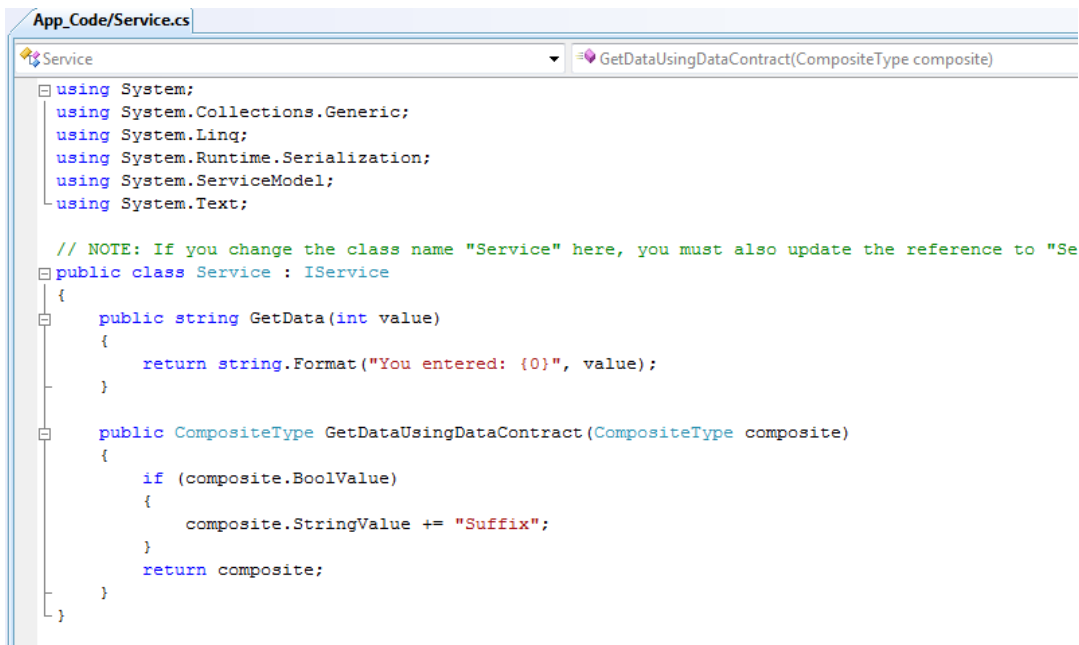 App_Code/Service.cs
Service GetDataUsingDataContract(CompositeType composite)
using System;
using System.Collections.Generic;
using System.Linq;
using System.Runtime.Serialization;
using System.ServiceModel;
using System.Text;
// NOTE: If you change the class name "Service" here, you must also update the reference to "Se
public class Service : IService
{
public string GetData(int value)
{
return string.Format("You entered: {0}", value);
}
public CompositeType GetDataUsingDataContract(CompositeType composite)
{
if (composite.BoolValue)
{
composite.StringValue += "Suffix";
}
return composite;
}
}